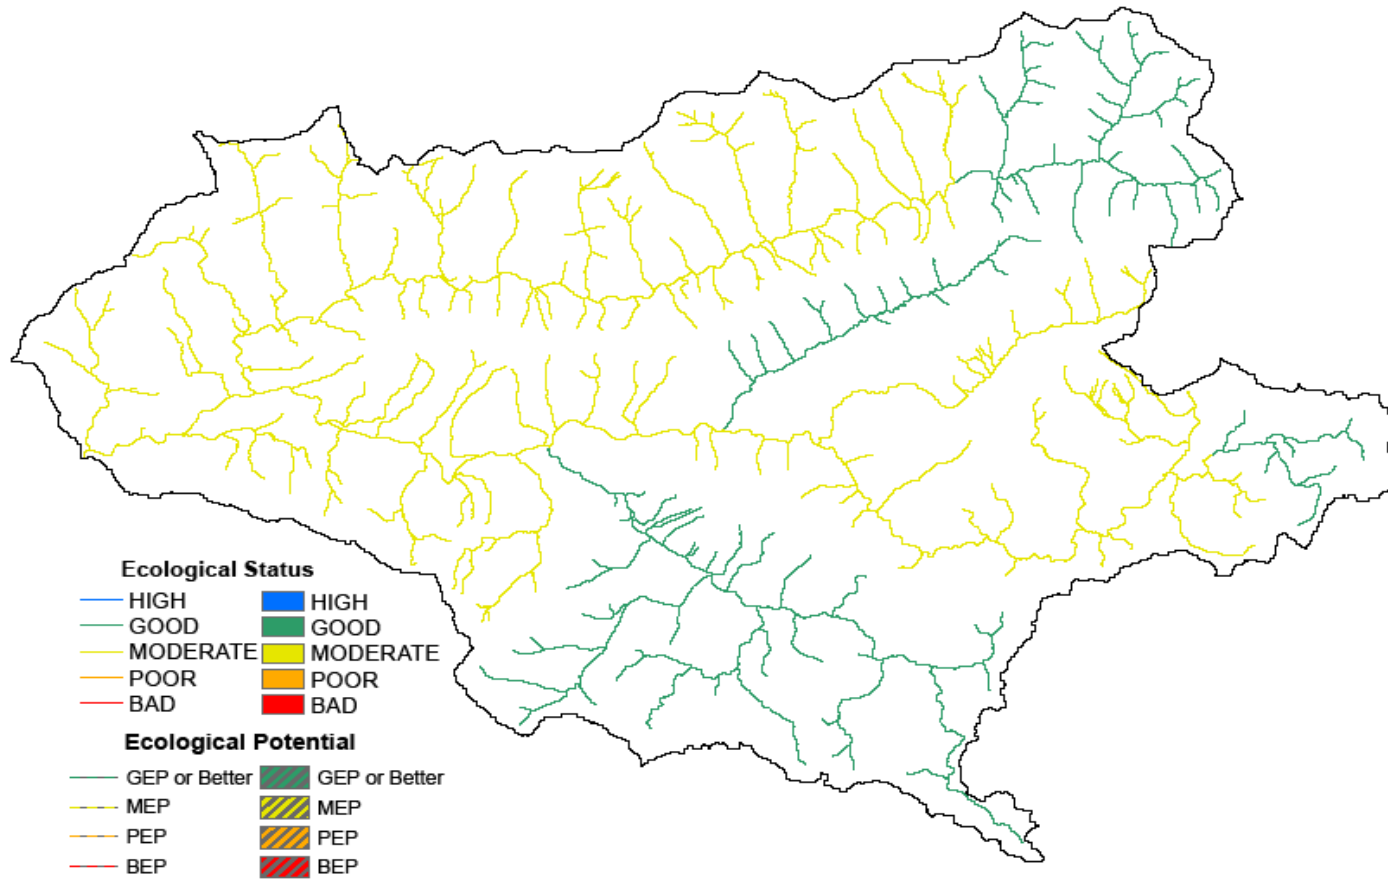 Ecological Status
HIGH HIGH
GOOD GOOD
MODERATE MODERATE
POOR POOR
BAD BAD
Ecological Potential
GEP or Better GEP or Better
MEP MEP
PEP PEP
BEP BEP